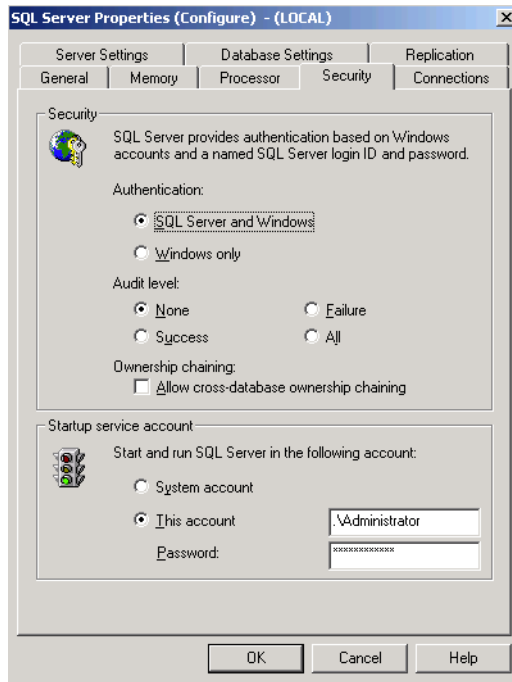 SQL Server Properties (Configure) - (LOCAL)
Server Settings Database Settings Replication
General Memory Processor Security Connections
Security
SQL Server provides authentication based on Windows
accounts and a named SQL Server login ID and password.
Authentication:
SQL Server and Windows
Windows only
Audit level:
None Failure
Success All
Ownership chaining:
Allow cross-database ownership chaining
Startup service account
Start and run SQL Server in the following account:
System account
This account .\Administrator
Password: ************
OK Cancel Help